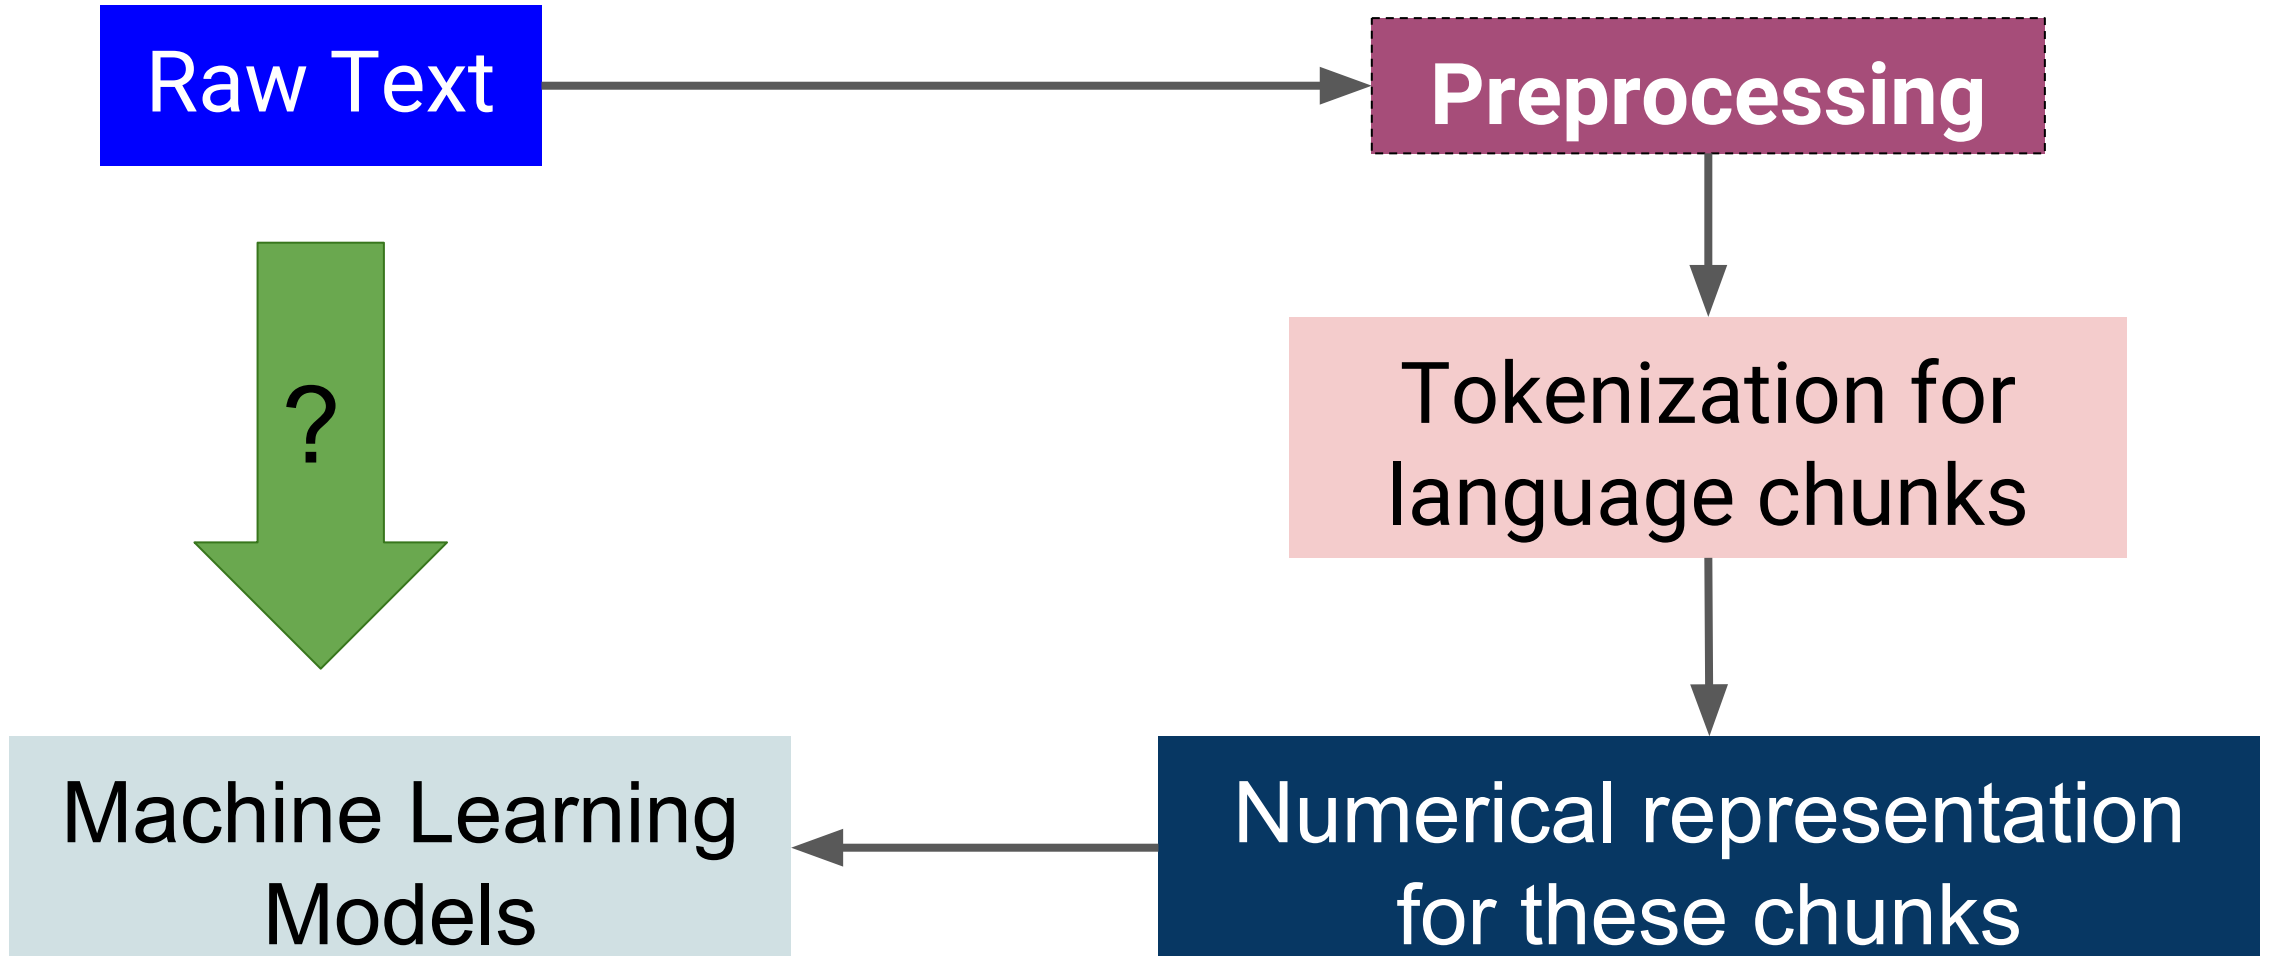 Raw Text
Preprocessing
?
Tokenization for
language chunks
Machine Learning
Models
Numerical representation
for these chunks